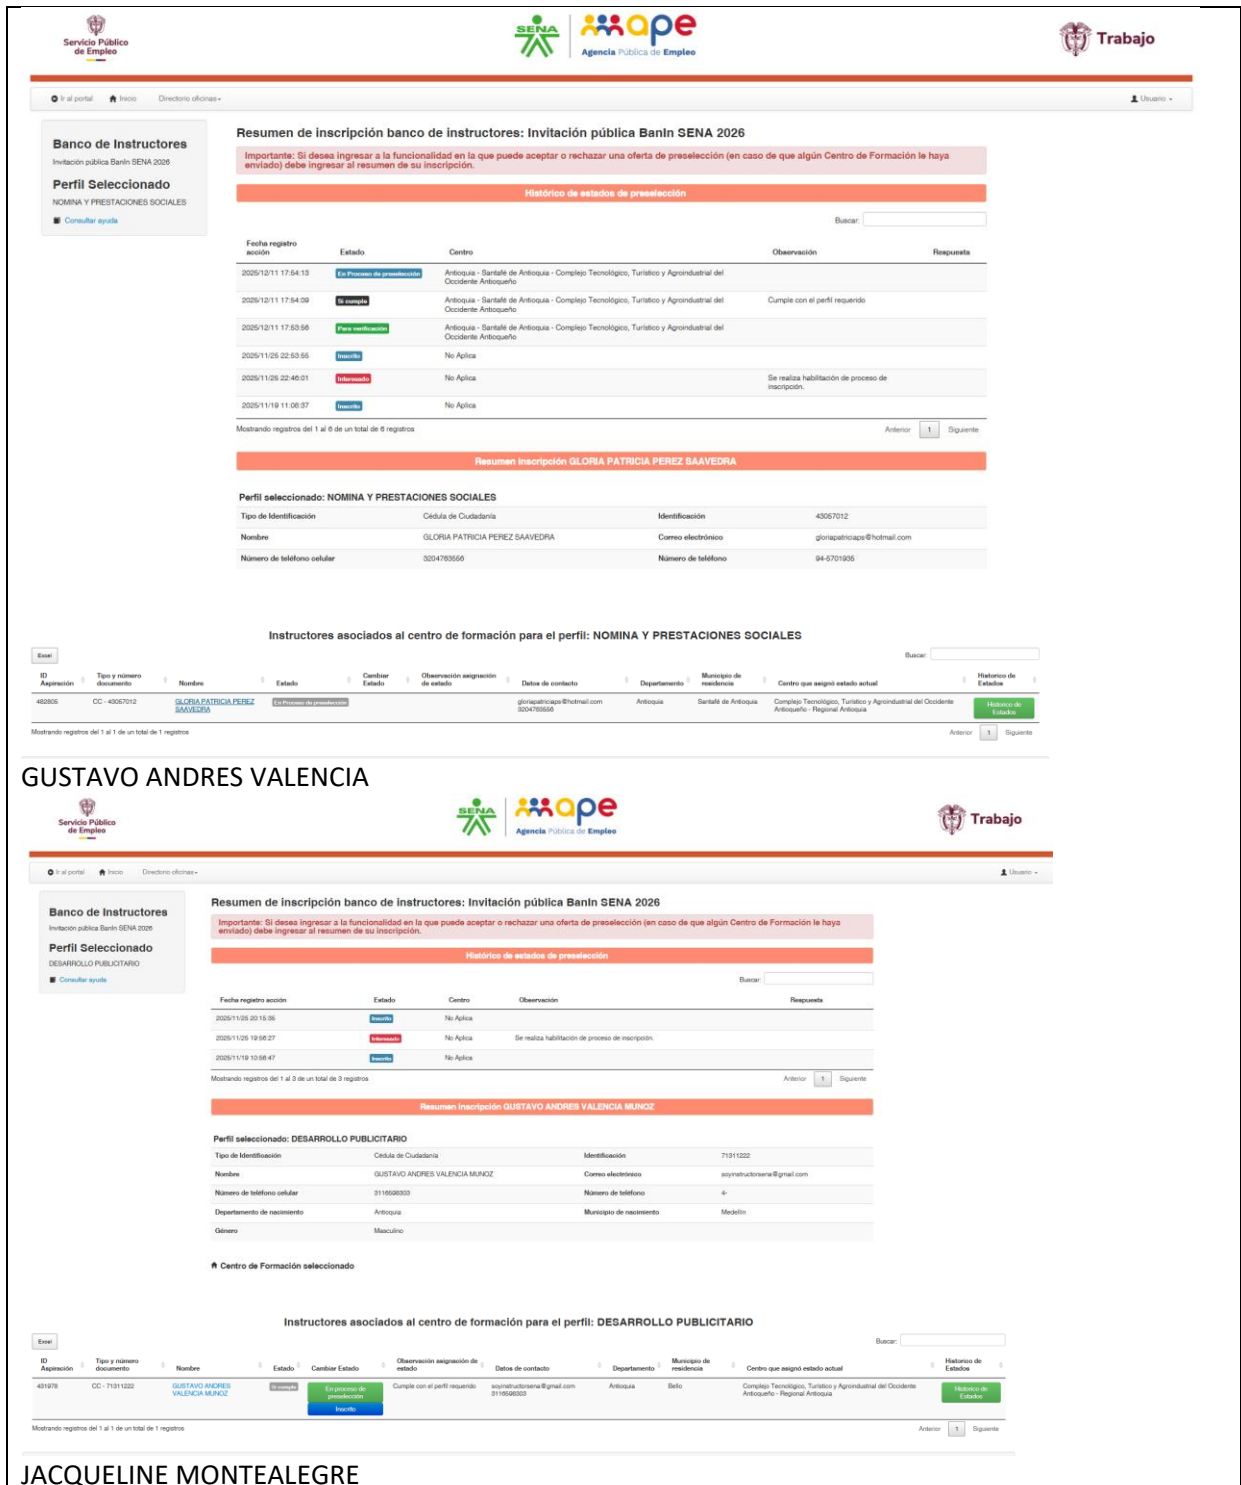 Servicio Público
de Empleo
SENA
ape
Agencia Pública de Empleo
Trabajo
Ir al portal Inicio Directorio oficinas
Usuario
Banco de Instructores
Invitación pública BanIn SENA 2026
Perfil Seleccionado
NOMINA Y PRESTACIONES SOCIALES
Consultar ayuda
Resumen de inscripción banco de instructores: Invitación pública BanIn SENA 2026
Importante: Si desea ingresar a la funcionalidad en la que puede aceptar o rechazar una oferta de preselección (en caso de que algún Centro de Formación le haya
enviado) debe ingresar al resumen de su inscripción.
Histórico de estados de preselección
Buscar:
Fecha registro
acción Estado Centro Observación Respuesta
2025/12/11 17:54:13 En Proceso de preselección Antioquia - Santafé de Antioquia - Complejo Tecnológico, Turístico y Agroindustrial del
Occidente Antioqueño
2025/12/11 17:54:09 Si cumple Antioquia - Santafé de Antioquia - Complejo Tecnológico, Turístico y Agroindustrial del Cumple con el perfil requerido
Occidente Antioqueño
2025/12/11 17:53:56 Para verificación Antioquia - Santafé de Antioquia - Complejo Tecnológico, Turístico y Agroindustrial del
Occidente Antioqueño
2025/11/25 22:53:55 Inscrito No Aplica
2025/11/25 22:46:01 Interesado No Aplica Se realiza habilitación de proceso de
inscripción.
2025/11/19 11:06:37 Inscrito No Aplica
Mostrando registros del 1 al 6 de un total de 6 registros
Anterior 1 Siguiente
Resumen inscripción GLORIA PATRICIA PEREZ SAAVEDRA
Perfil seleccionado: NOMINA Y PRESTACIONES SOCIALES
Tipo de Identificación Cédula de Ciudadanía Identificación 43057012
Nombre GLORIA PATRICIA PEREZ SAAVEDRA Correo electrónico gloriapatriciaps@hotmail.com
Número de teléfono celular 3204763556 Número de teléfono 94-5701935
Instructores asociados al centro de formación para el perfil: NOMINA Y PRESTACIONES SOCIALES
Excel
Buscar:
ID Aspiración Tipo y número documento Nombre Estado Cambiar Estado Observación asignación de estado Datos de contacto Departamento Municipio de residencia Centro que asignó estado actual Historico de Estados
482805 CC - 43057012 GLORIA PATRICIA PEREZ En Proceso de preselección gloriapatriciaps@hotmail.com Antioquia Santafé de Antioquia Complejo Tecnológico, Turístico y Agroindustrial del Occidente Historico de
SAAVEDRA 3204763556 Antioqueño - Regional Antioquia Estados
Mostrando registros del 1 al 1 de un total de 1 registros
Anterior 1 Siguiente
GUSTAVO ANDRES VALENCIA
Servicio Público
de Empleo
SENA
ape
Agencia Pública de Empleo
Trabajo
Ir al portal Inicio Directorio oficinas
Usuario
Banco de Instructores
Invitación pública BanIn SENA 2026
Perfil Seleccionado
DESARROLLO PUBLICITARIO
Consultar ayuda
Resumen de inscripción banco de instructores: Invitación pública BanIn SENA 2026
Importante: Si desea ingresar a la funcionalidad en la que puede aceptar o rechazar una oferta de preselección (en caso de que algún Centro de Formación le haya
enviado) debe ingresar al resumen de su inscripción.
Histórico de estados de preselección
Buscar:
Fecha registro acción Estado Centro Observación Respuesta
2025/11/25 20:15:35 Inscrito No Aplica
2025/11/25 19:56:27 Interesado No Aplica Se realiza habilitación de proceso de inscripción.
2025/11/19 10:56:47 Inscrito No Aplica
Mostrando registros del 1 al 3 de un total de 3 registros
Anterior 1 Siguiente
Resumen inscripción GUSTAVO ANDRES VALENCIA MUNOZ
Perfil seleccionado: DESARROLLO PUBLICITARIO
Tipo de Identificación Cédula de Ciudadanía Identificación 71311222
Nombre GUSTAVO ANDRES VALENCIA MUNOZ Correo electrónico soyinstructorsena@gmail.com
Número de teléfono celular 3116598303 Número de teléfono 4-
Departamento de nacimiento Antioquia Municipio de nacimiento Medellín
Género Masculino
Centro de Formación seleccionado
Instructores asociados al centro de formación para el perfil: DESARROLLO PUBLICITARIO
Excel
Buscar:
ID Aspiración Tipo y número documento Nombre Estado Cambiar Estado Observación asignación de estado Datos de contacto Departamento Municipio de residencia Centro que asignó estado actual Historico de Estados
431978 CC - 71311222 GUSTAVO ANDRES Si cumple En proceso de Cumple con el perfil requerido soyinstructorsena@gmail.com Antioquia Bello Complejo Tecnológico, Turístico y Agroindustrial del Occidente Historico de
VALENCIA MUNOZ preselección 3116598303 Antioqueño - Regional Antioquia Estados
Inscrito
Mostrando registros del 1 al 1 de un total de 1 registros
Anterior 1 Siguiente
JACQUELINE MONTEALEGRE